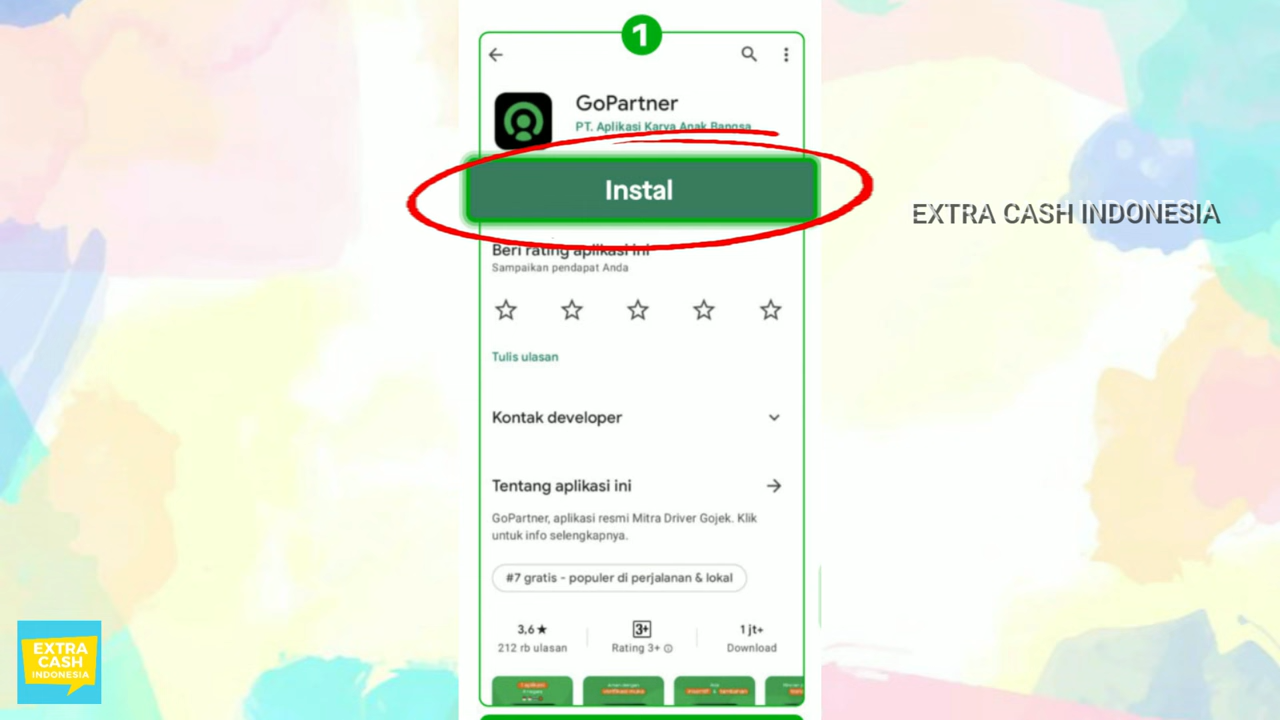 1
GoPartner
PT. Aplikasi Karya Anak Bangsa
Instal
EXTRA CASH INDONESIA
Beri rating aplikasi ini
Sampaikan pendapat Anda
Tulis ulasan
Kontak developer
Tentang aplikasi ini
GoPartner, aplikasi resmi Mitra Driver Gojek. Klik
untuk info selengkapnya.
#7 gratis – populer di perjalanan & lokal
3,6★
212 rb ulasan
3+
Rating 3+
1 jt+
Download
EXTRA
CASH
INDONESIA